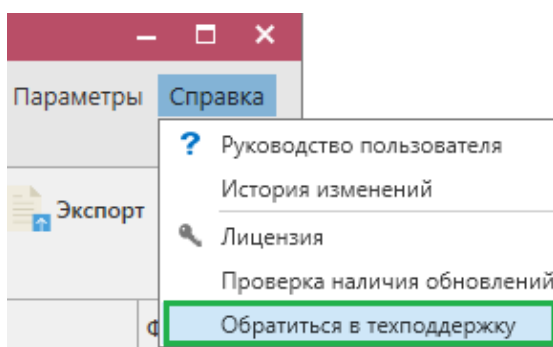 Параметры Справка
Руководство пользователя
История изменений
Экспорт
Лицензия
Проверка наличия обновлений
Обратиться в техподдержку